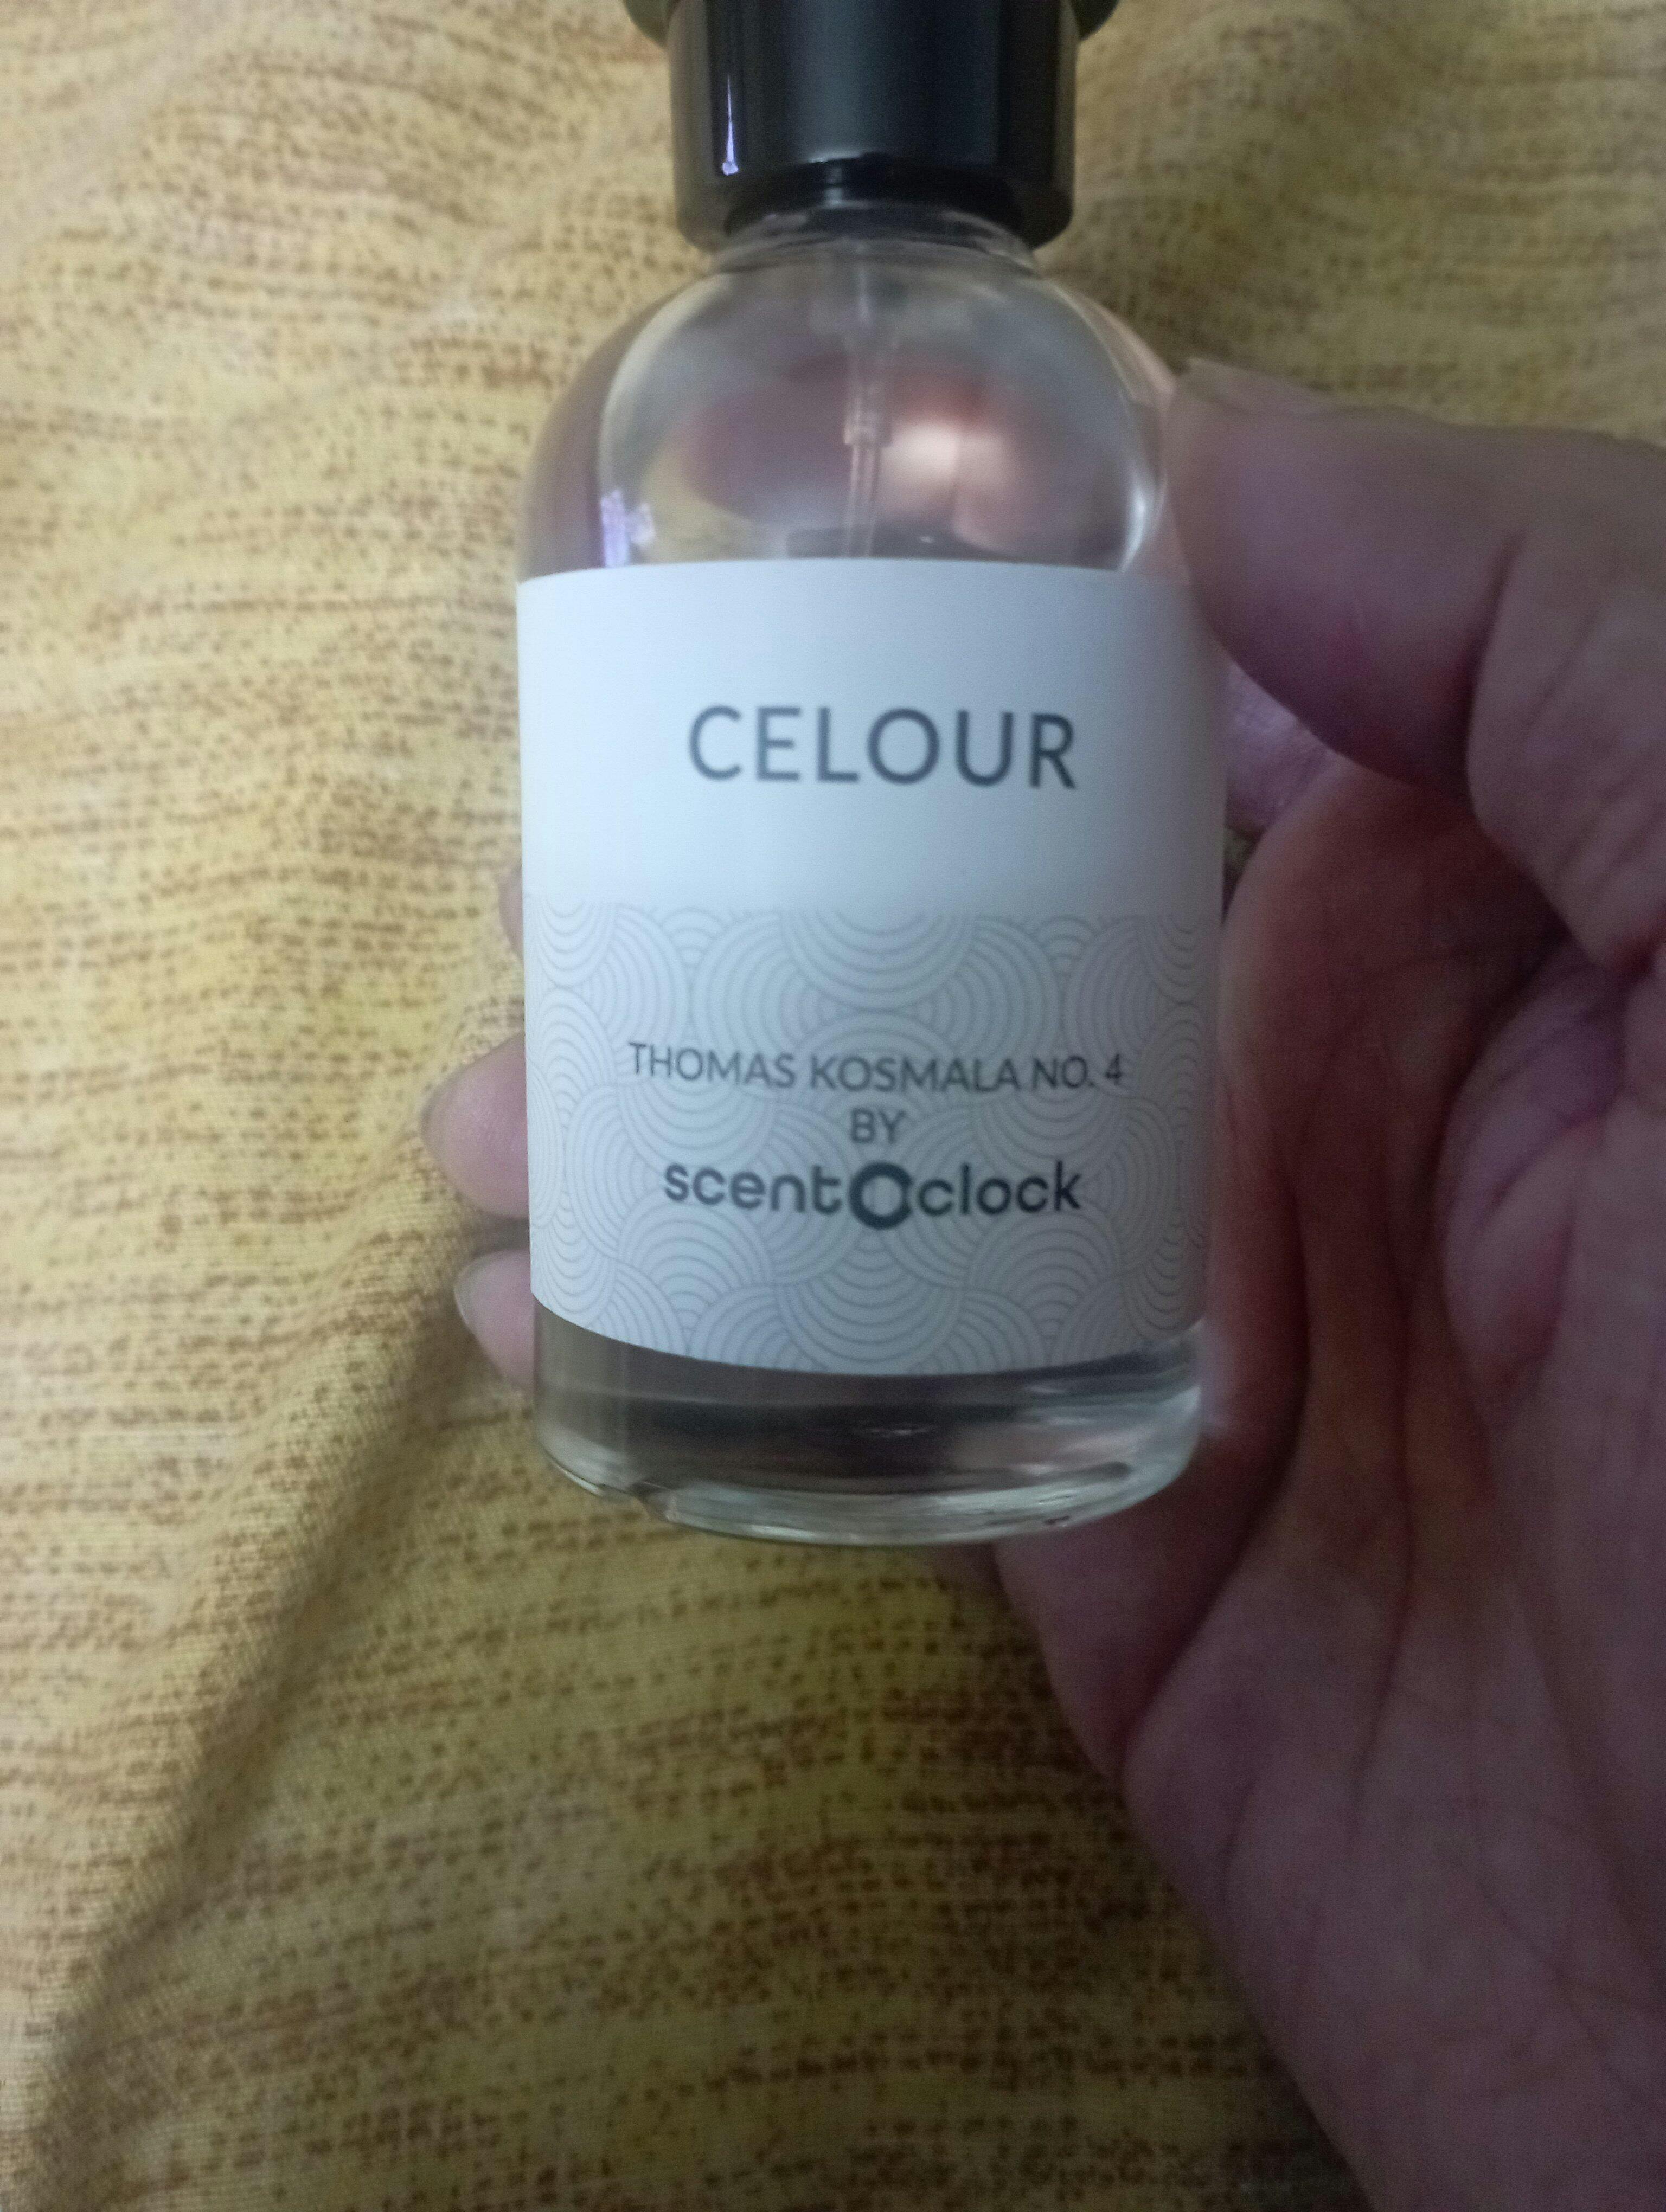 CELOUR
THOMAS KOSMALA NO. 4
BY
scentOclock